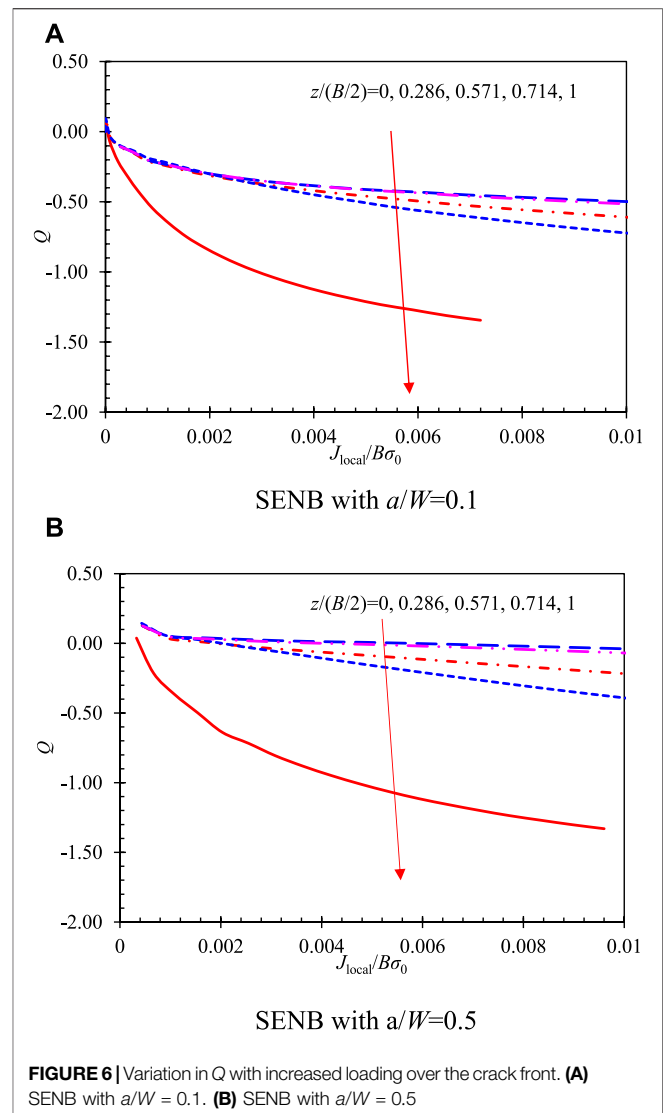 A
0.50
z/(B/2)=0, 0.286, 0.571, 0.714, 1
0.00
-0.50
Q
-1.00
-1.50
-2.00
0 0.002 0.004 0.006 0.008 0.01
J_local/Bσ₀
SENB with a/W=0.1
B
0.50
z/(B/2)=0, 0.286, 0.571, 0.714, 1
0.00
-0.50
Q
-1.00
-1.50
-2.00
0 0.002 0.004 0.006 0.008 0.01
J_local/Bσ₀
SENB with a/W=0.5
FIGURE 6 | Variation in Q with increased loading over the crack front. (A)
SENB with a/W = 0.1. (B) SENB with a/W = 0.5